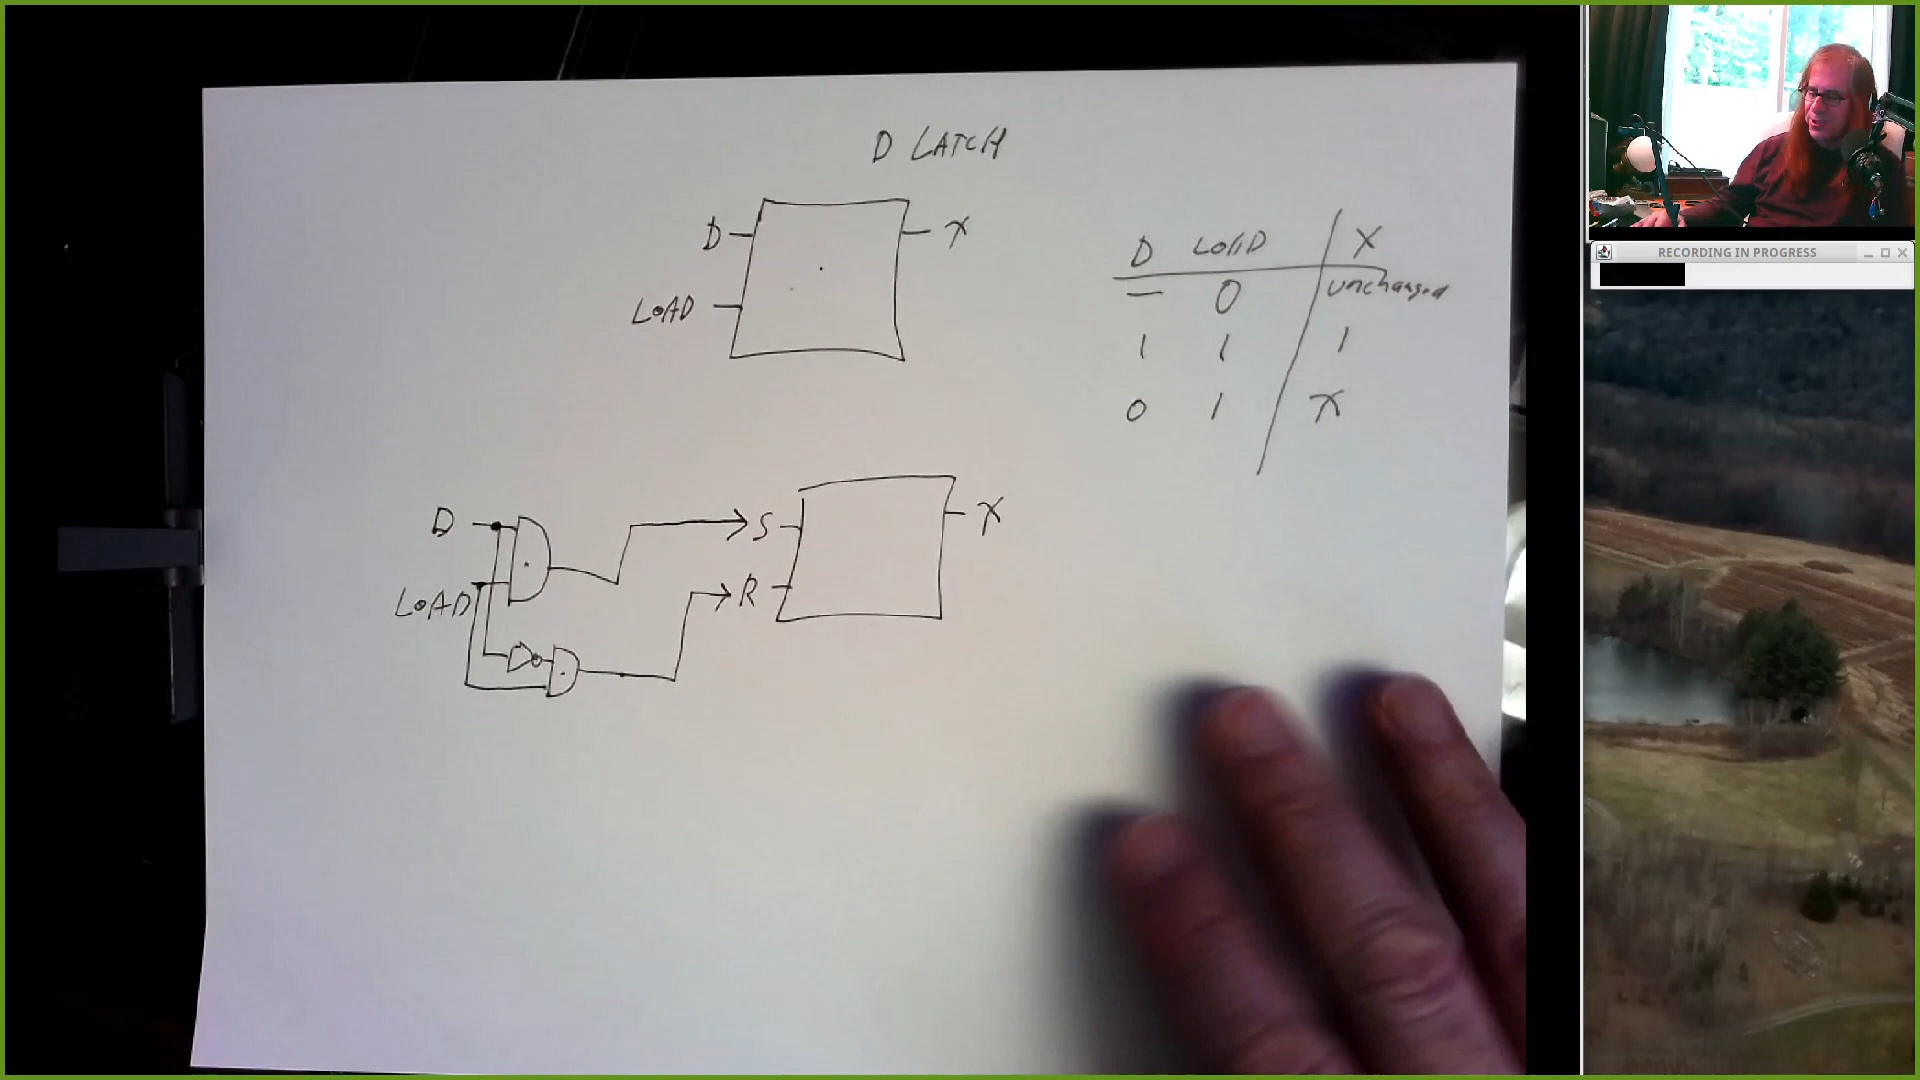 D LATCH
D
X
LOAD
D LOAD X
— 0 unchanged
1 1 1
0 1 X
D
S
X
LOAD
R
RECORDING IN PROGRESS